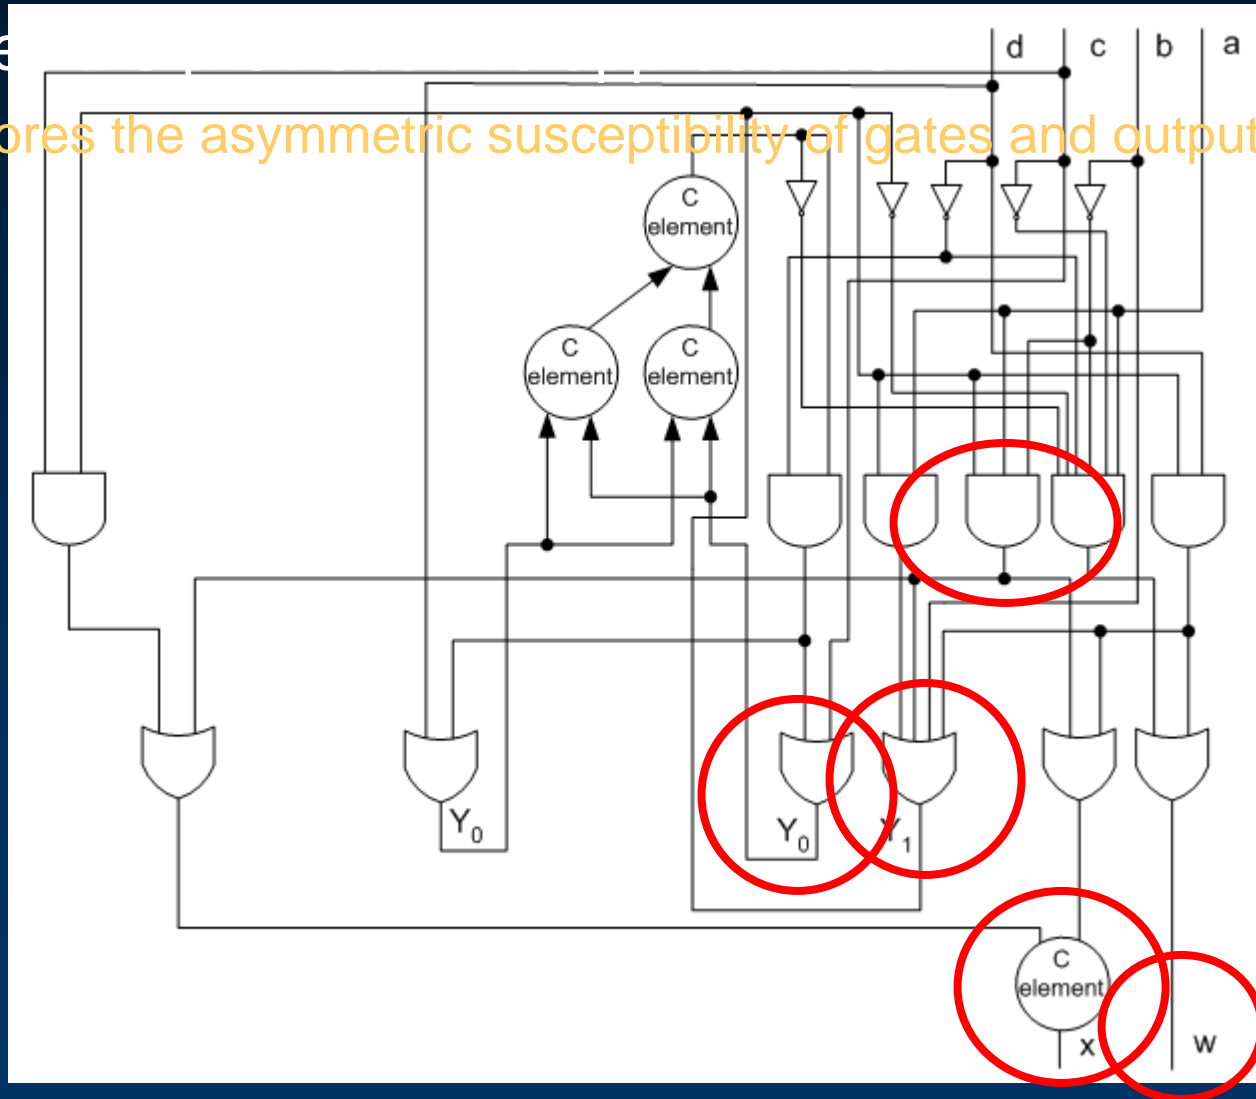 d c b a
ores the asymmetric susceptibility of gates and output
C
element
C
element
C
element
Y0
Y0
Y1
C
element
x
w